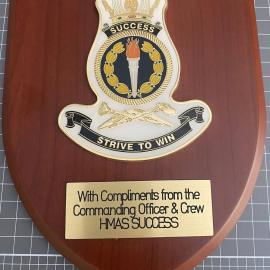 SUCCESS
STRIVE TO WIN
With Compliments from the
Commanding Officer & Crew
HMAS SUCCESS